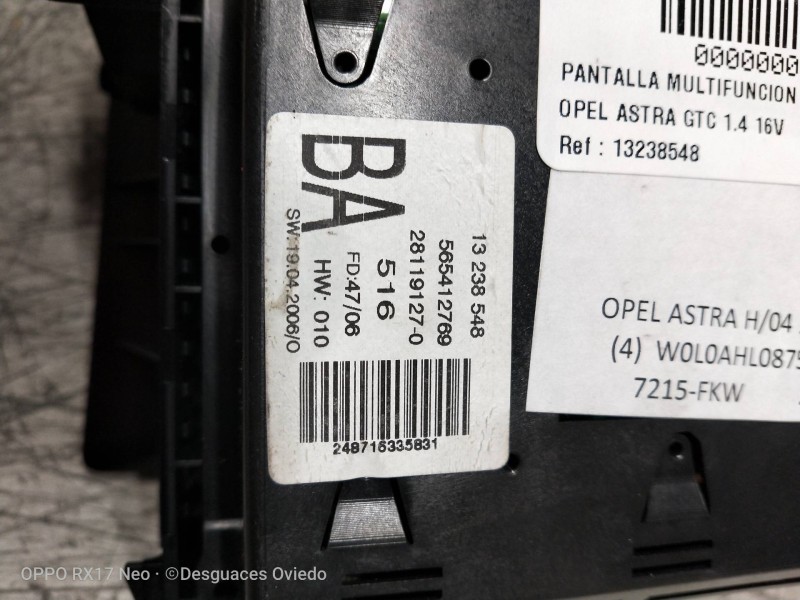 0000000
PANTALLA MULTIFUNCION
OPEL ASTRA GTC 1.4 16V
Ref : 13238548
OPEL ASTRA H/04
(4) W0L0AHL0875
7215-FKW
13 238 548
565412769
28119127-0
516
FD:47/06
HW: 010
BA
SW:19.04.2006/O
248716335831
OPPO RX17 Neo · ©Desguaces Oviedo